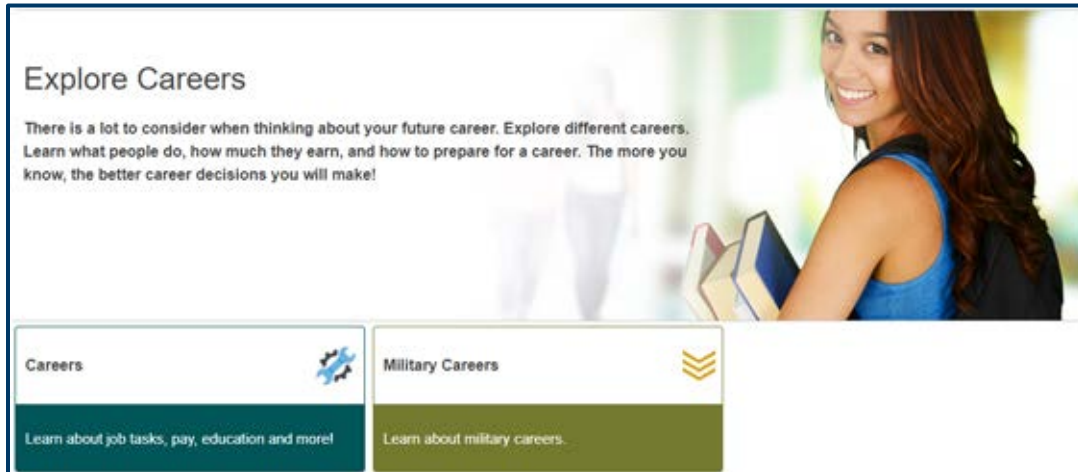 Explore Careers
There is a lot to consider when thinking about your future career. Explore different careers.
Learn what people do, how much they earn, and how to prepare for a career. The more you
know, the better career decisions you will make!
Careers
Military Careers
Learn about job tasks, pay, education and more!
Learn about military careers.